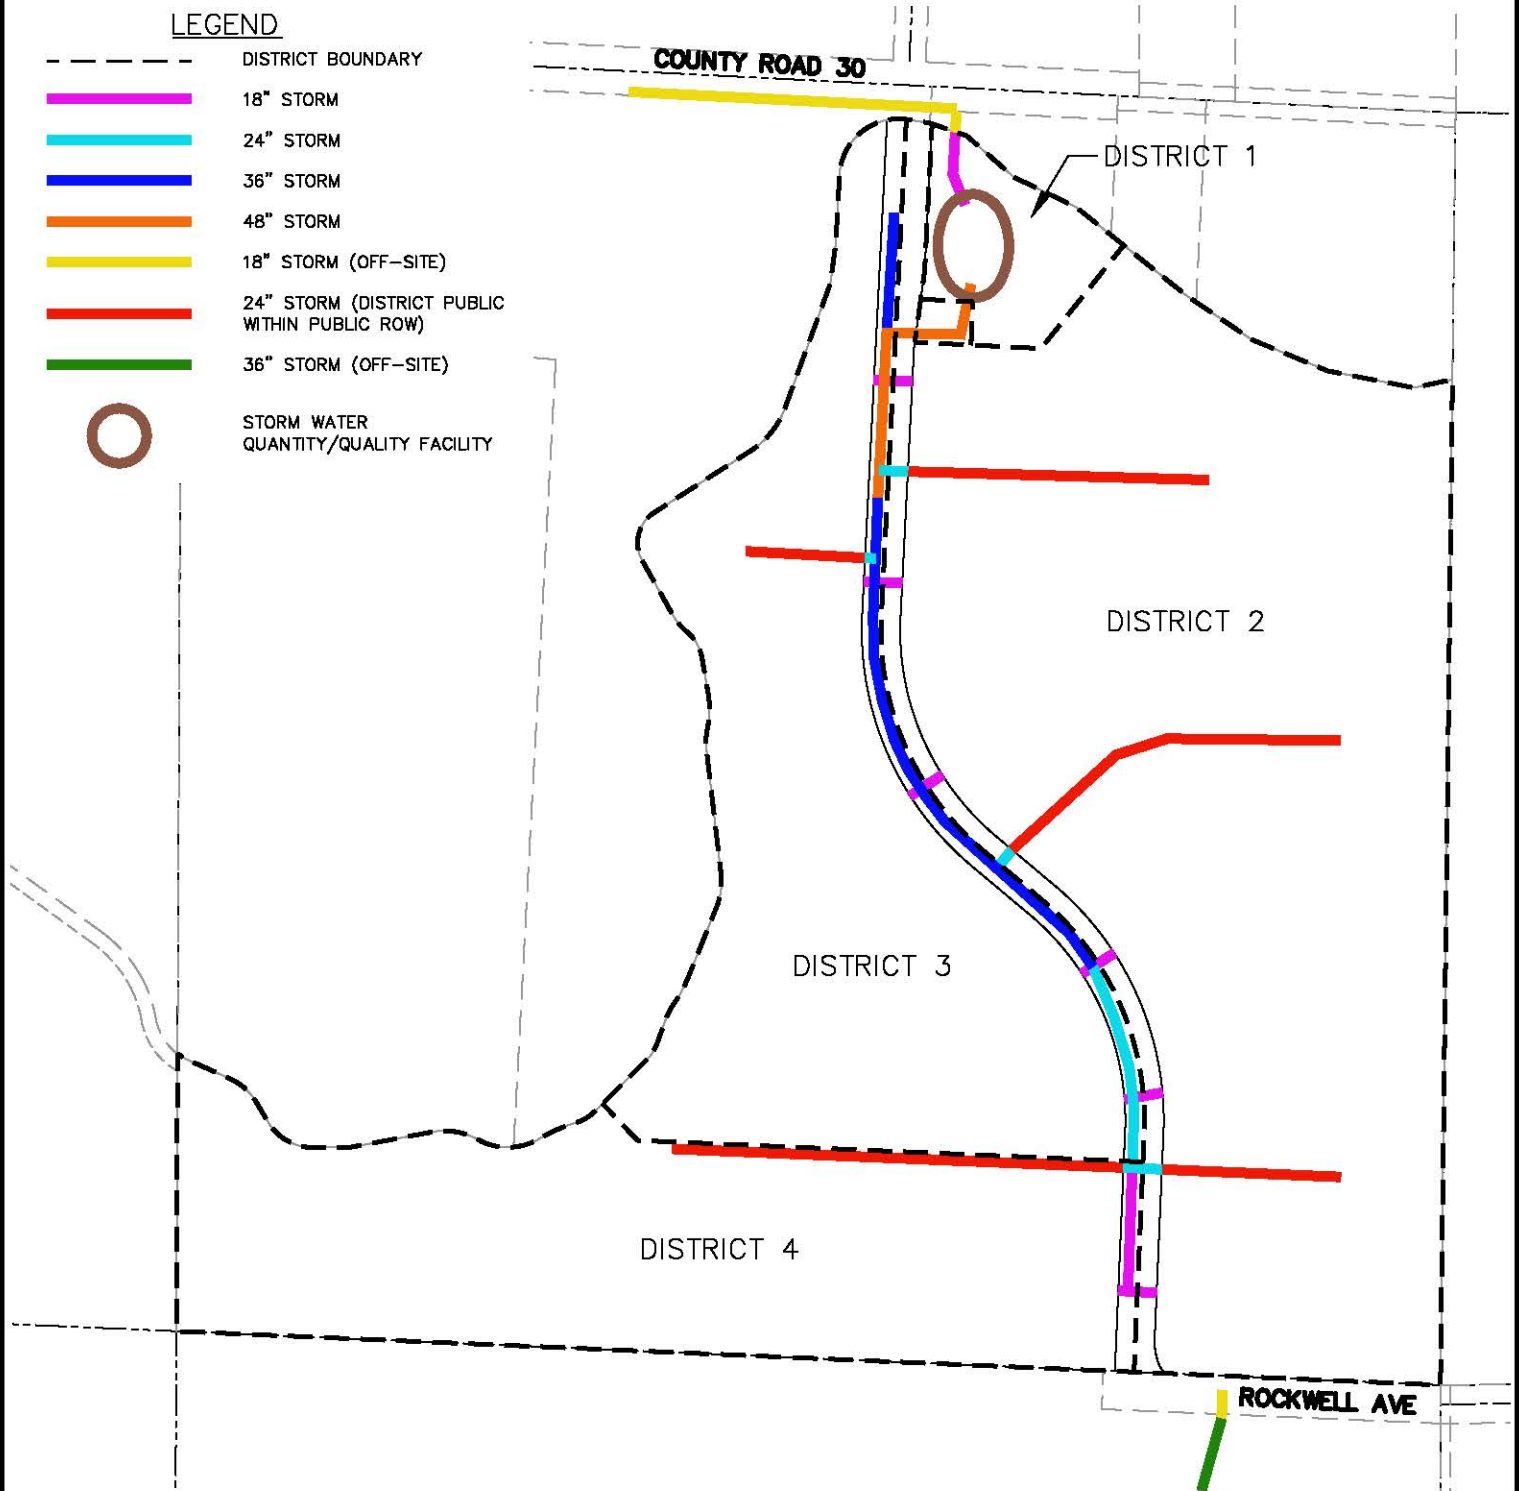 LEGEND
DISTRICT BOUNDARY
18" STORM
24" STORM
36" STORM
48" STORM
18" STORM (OFF-SITE)
24" STORM (DISTRICT PUBLIC
WITHIN PUBLIC ROW)
36" STORM (OFF-SITE)
STORM WATER
QUANTITY/QUALITY FACILITY
COUNTY ROAD 30
DISTRICT 1
DISTRICT 2
DISTRICT 3
DISTRICT 4
ROCKWELL AVE